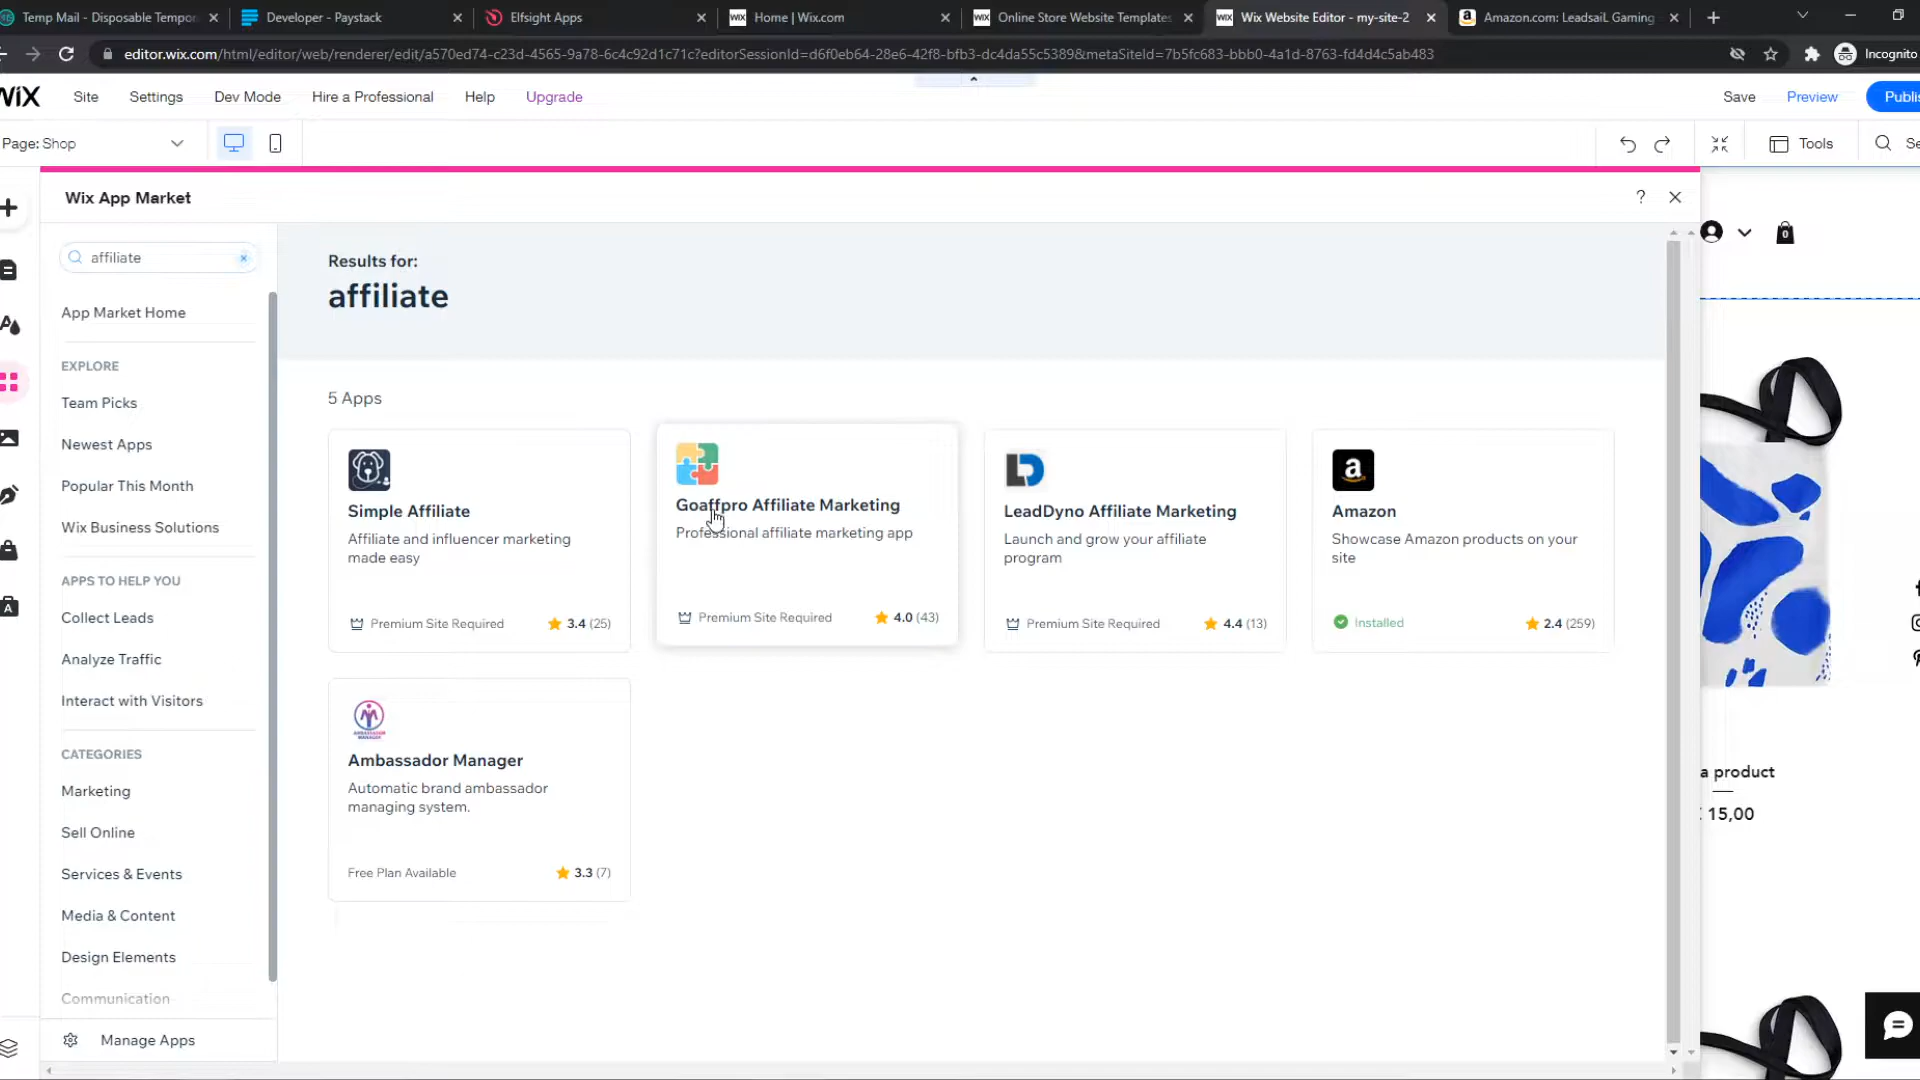 Temp Mail - Disposable Tempo
Developer - Paystack
Elfsight Apps
Home | Wix.com
Online Store Website Templates
Wix Website Editor - my-site-2
Amazon.com: LeadsaiL Gaming
editor.wix.com/html/editor/web/renderer/edit/a570ed74-c23d-4565-9a78-6c4c92d1c71c?editorSessionId=d6f0eb64-28e6-42f8-bfb3-dc4da55c5389&metaSiteId=7b5fc683-bbb0-4a1d-8763-fd4d4c5ab483
Incognito
WiX
Site
Settings
Dev Mode
Hire a Professional
Help
Upgrade
Save
Preview
Publis
Page: Shop
Tools
Se
Wix App Market
?
affiliate
App Market Home
EXPLORE
Team Picks
Newest Apps
Popular This Month
Wix Business Solutions
APPS TO HELP YOU
Collect Leads
Analyze Traffic
Interact with Visitors
CATEGORIES
Marketing
Sell Online
Services & Events
Media & Content
Design Elements
Communication
Manage Apps
Results for:
affiliate
5 Apps
Simple Affiliate
Affiliate and influencer marketing
made easy
Premium Site Required
3.4 (25)
Goaffpro Affiliate Marketing
Professional affiliate marketing app
Premium Site Required
4.0 (43)
LeadDyno Affiliate Marketing
Launch and grow your affiliate
program
Premium Site Required
4.4 (13)
a
Amazon
Showcase Amazon products on your
site
Installed
2.4 (259)
AMBASSADOR
MANAGER
Ambassador Manager
Automatic brand ambassador
managing system.
Free Plan Available
3.3 (7)
0
a product
15,00